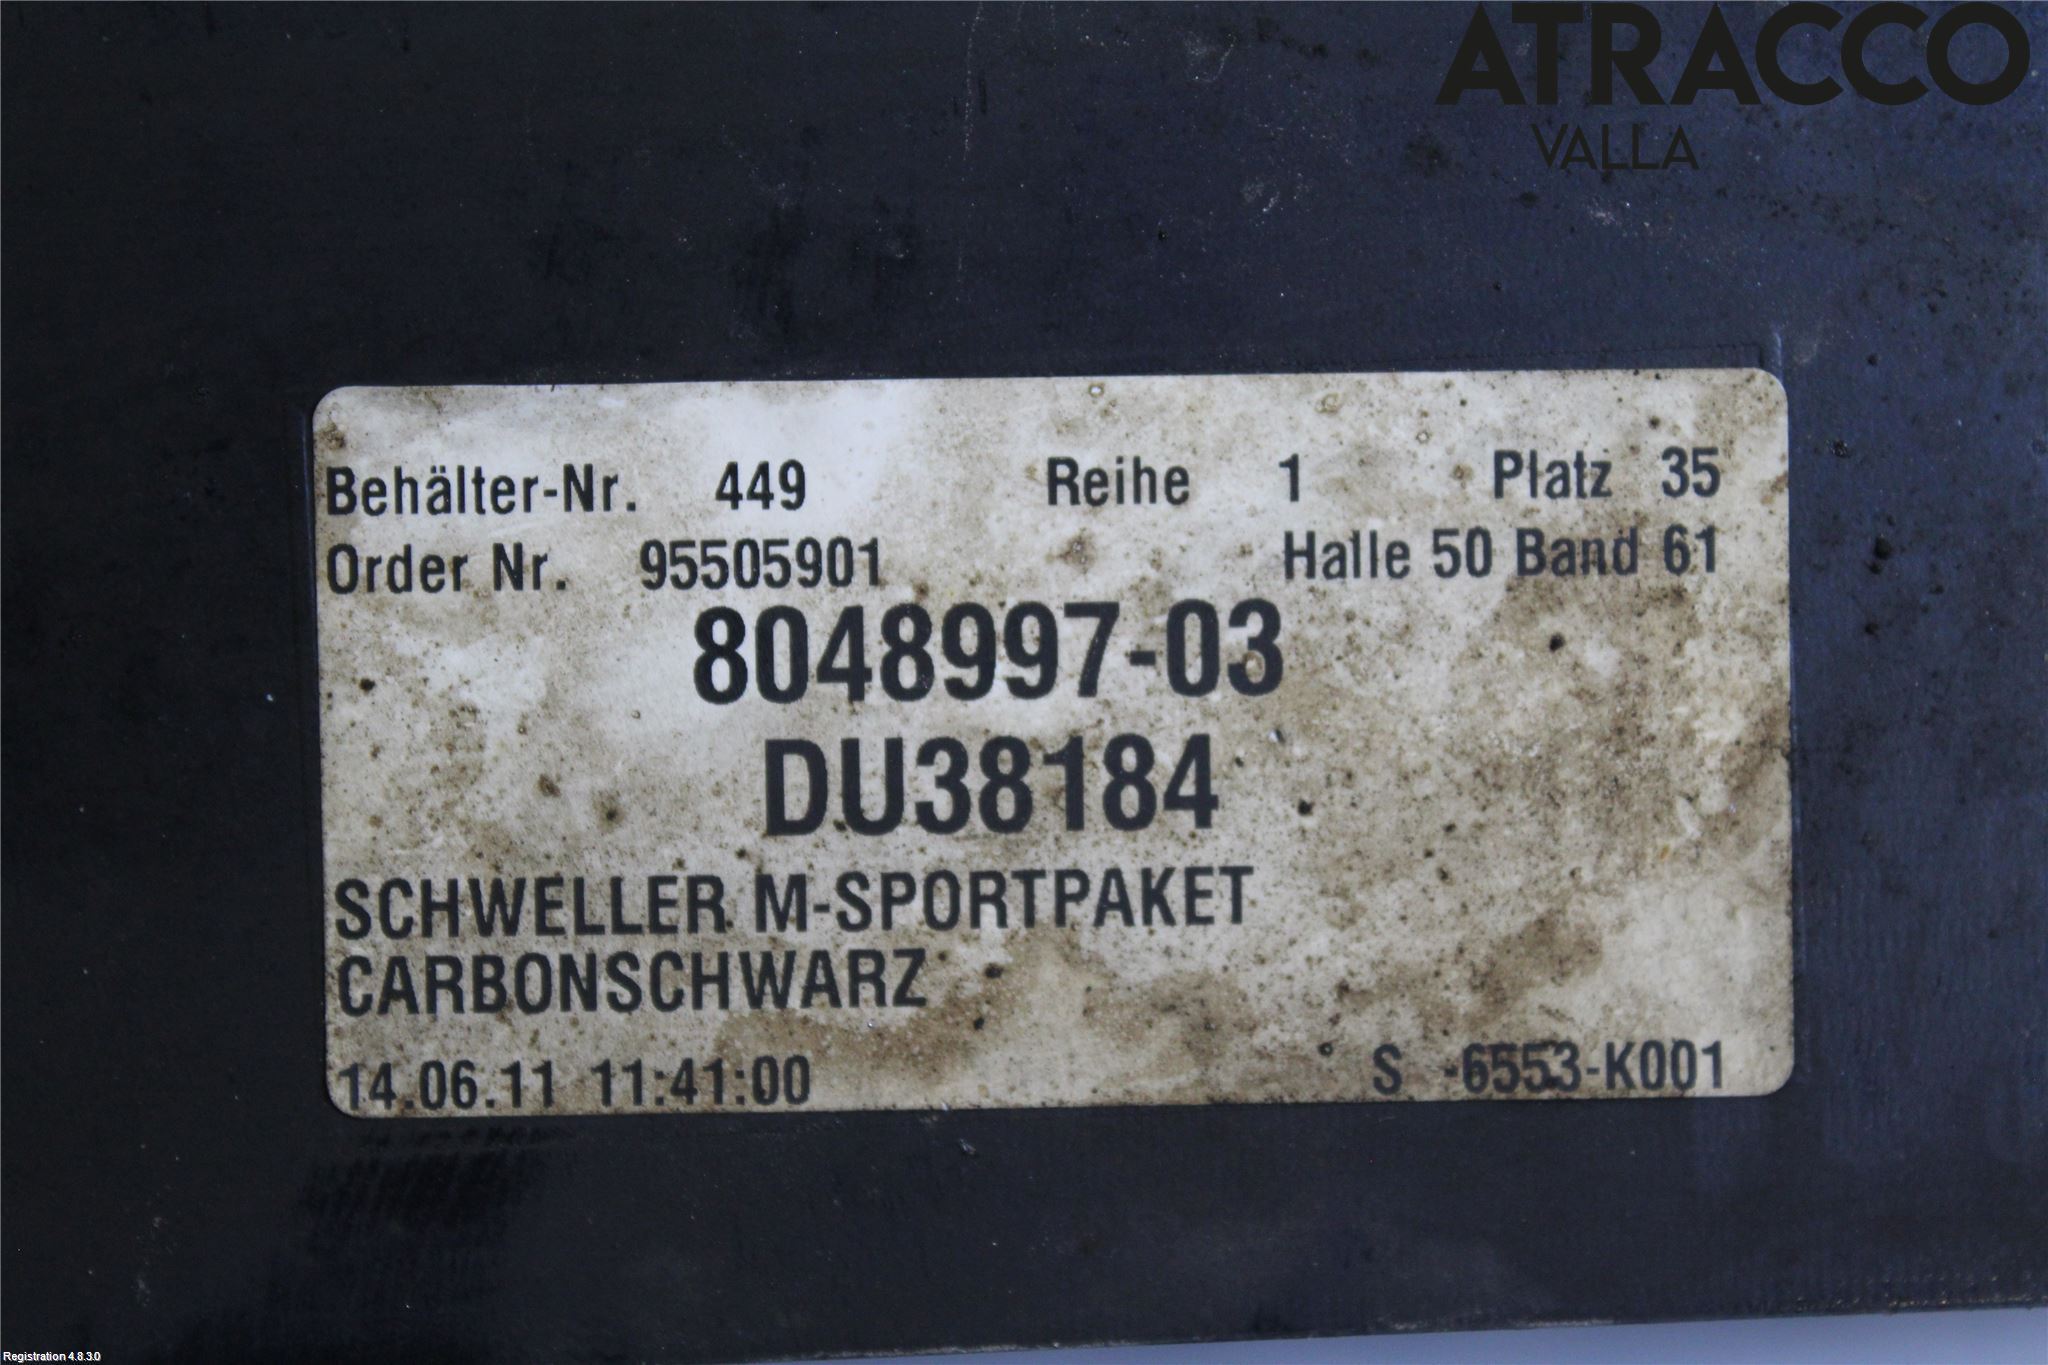 ATRACCO
VALLA
Behälter-Nr. 449 Reihe 1 Platz 35
Order Nr. 95505901 Halle 50 Band 61
8048997-03
DU38184
SCHWELLER M-SPORTPAKET
CARBONSCHWARZ
14.06.11 11:41:00 S -6553-K001
Registration 4.8.3.0